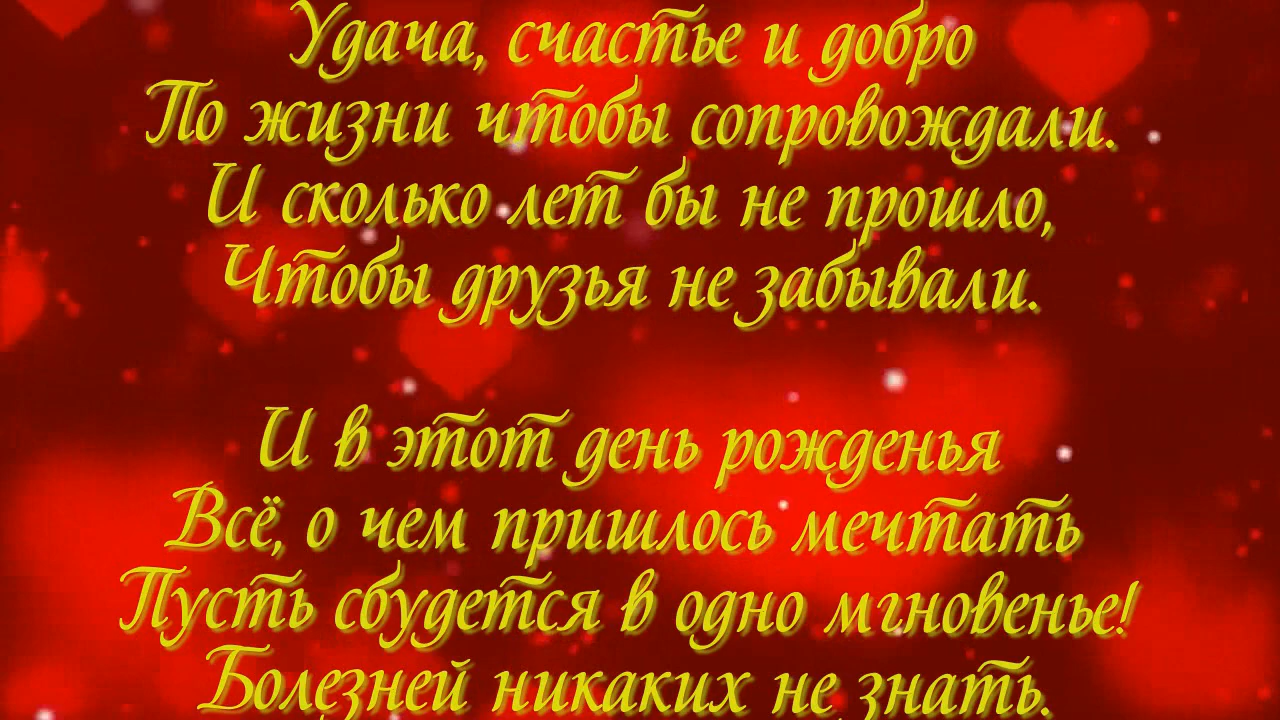 Удача, счастье и добро
По жизни чтобы сопровождали.
И сколько лет бы не прошло,
Чтобы друзья не забывали.
И в этот день рожденья
Всё, о чем пришлось мечтать
Пусть сбудется в одно мгновенье!
Болезней никаких не знать.